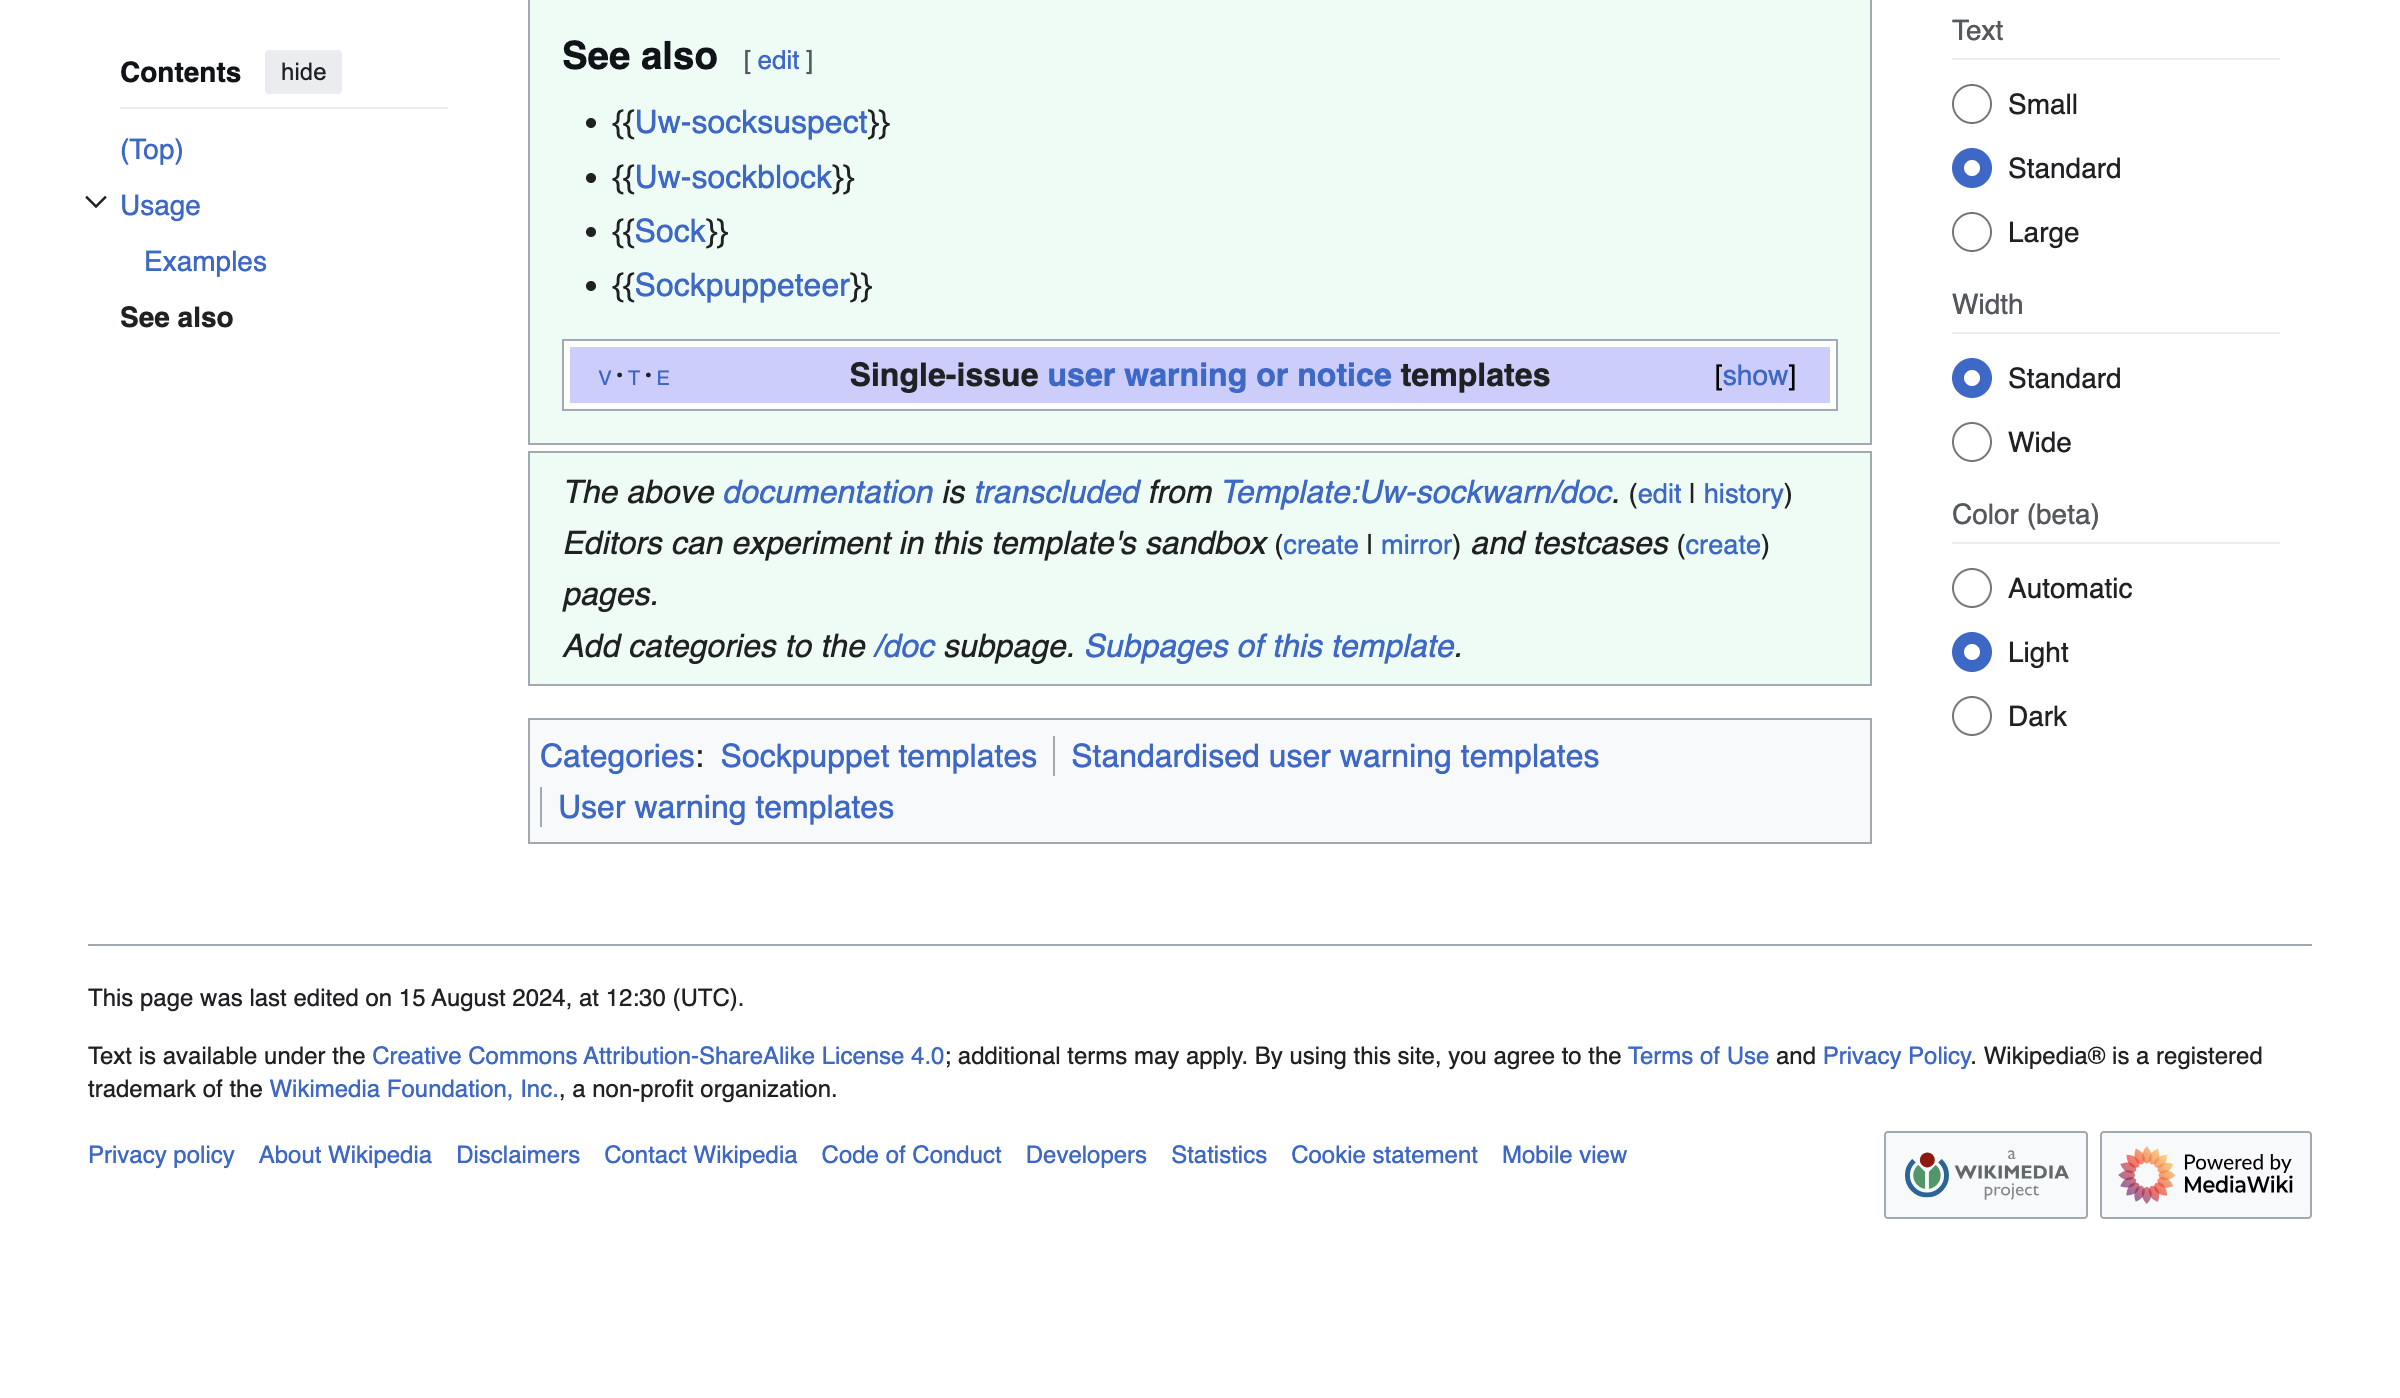 Contents hide
(Top)
Usage
Examples
See also
See also [ edit ]
• {{Uw-socksuspect}}
• {{Uw-sockblock}}
• {{Sock}}
• {{Sockpuppeteer}}
V • T • E Single-issue user warning or notice templates [show]
The above documentation is transcluded from Template:Uw-sockwarn/doc. (edit | history)
Editors can experiment in this template's sandbox (create | mirror) and testcases (create)
pages.
Add categories to the /doc subpage. Subpages of this template.
Categories: Sockpuppet templates | Standardised user warning templates
| User warning templates
Text
Small
Standard
Large
Width
Standard
Wide
Color (beta)
Automatic
Light
Dark
This page was last edited on 15 August 2024, at 12:30 (UTC).
Text is available under the Creative Commons Attribution-ShareAlike License 4.0; additional terms may apply. By using this site, you agree to the Terms of Use and Privacy Policy. Wikipedia® is a registered
trademark of the Wikimedia Foundation, Inc., a non-profit organization.
Privacy policy About Wikipedia Disclaimers Contact Wikipedia Code of Conduct Developers Statistics Cookie statement Mobile view
a
WIKIMEDIA
project
Powered by
MediaWiki